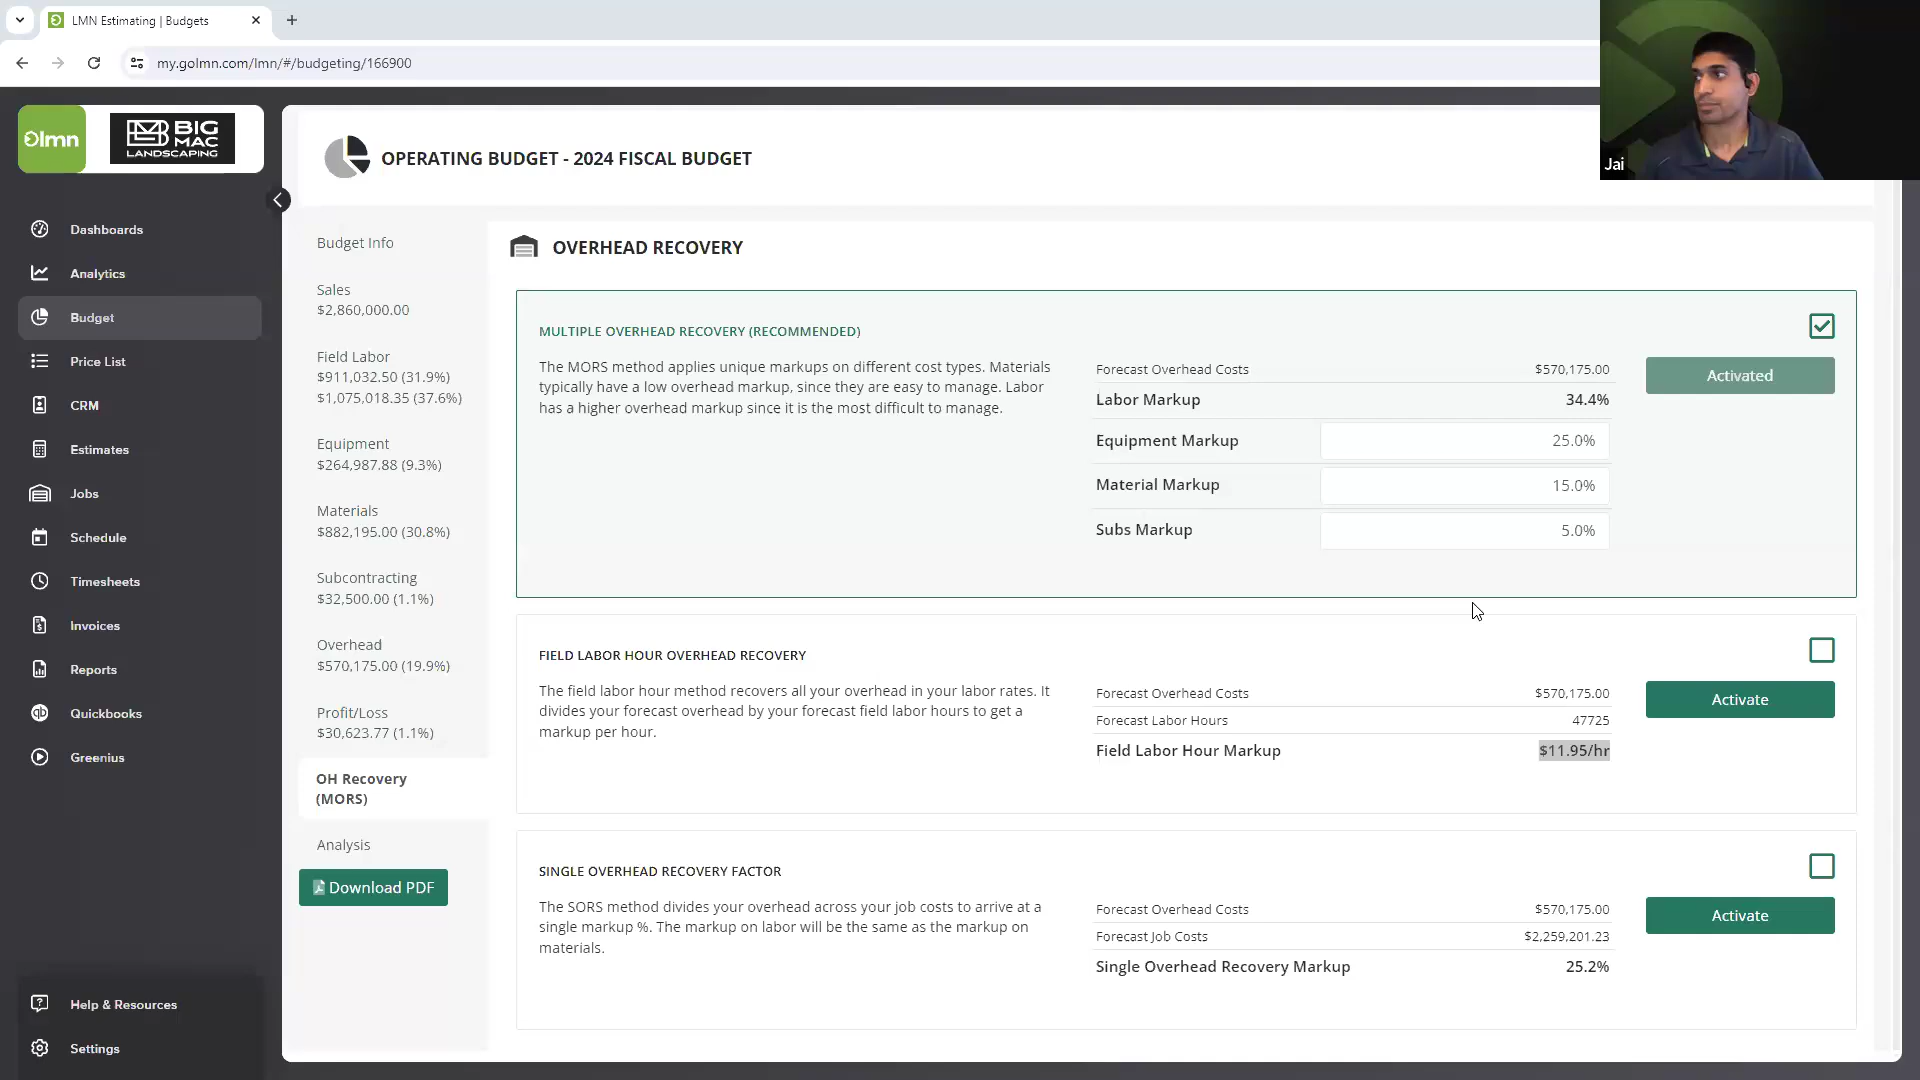 LMN Estimating | Budgets
my.golmn.com/lmn/#/budgeting/166900
Jai
lmn
BIG
MAC
LANDSCAPING
Dashboards
Analytics
Budget
Price List
CRM
Estimates
Jobs
Schedule
Timesheets
Invoices
Reports
Quickbooks
Greenius
Help & Resources
Settings
OPERATING BUDGET - 2024 FISCAL BUDGET
Budget Info
Sales
$2,860,000.00
Field Labor
$911,032.50 (31.9%)
$1,075,018.35 (37.6%)
Equipment
$264,987.88 (9.3%)
Materials
$882,195.00 (30.8%)
Subcontracting
$32,500.00 (1.1%)
Overhead
$570,175.00 (19.9%)
Profit/Loss
$30,623.77 (1.1%)
OH Recovery
(MORS)
Analysis
Download PDF
OVERHEAD RECOVERY
MULTIPLE OVERHEAD RECOVERY (RECOMMENDED)
The MORS method applies unique markups on different cost types. Materials
typically have a low overhead markup, since they are easy to manage. Labor
has a higher overhead markup since it is the most difficult to manage.
Forecast Overhead Costs $570,175.00
Labor Markup 34.4%
Equipment Markup 25.0%
Material Markup 15.0%
Subs Markup 5.0%
Activated
FIELD LABOR HOUR OVERHEAD RECOVERY
The field labor hour method recovers all your overhead in your labor rates. It
divides your forecast overhead by your forecast field labor hours to get a
markup per hour.
Forecast Overhead Costs $570,175.00
Forecast Labor Hours 47725
Field Labor Hour Markup $11.95/hr
Activate
SINGLE OVERHEAD RECOVERY FACTOR
The SORS method divides your overhead across your job costs to arrive at a
single markup %. The markup on labor will be the same as the markup on
materials.
Forecast Overhead Costs $570,175.00
Forecast Job Costs $2,259,201.23
Single Overhead Recovery Markup 25.2%
Activate